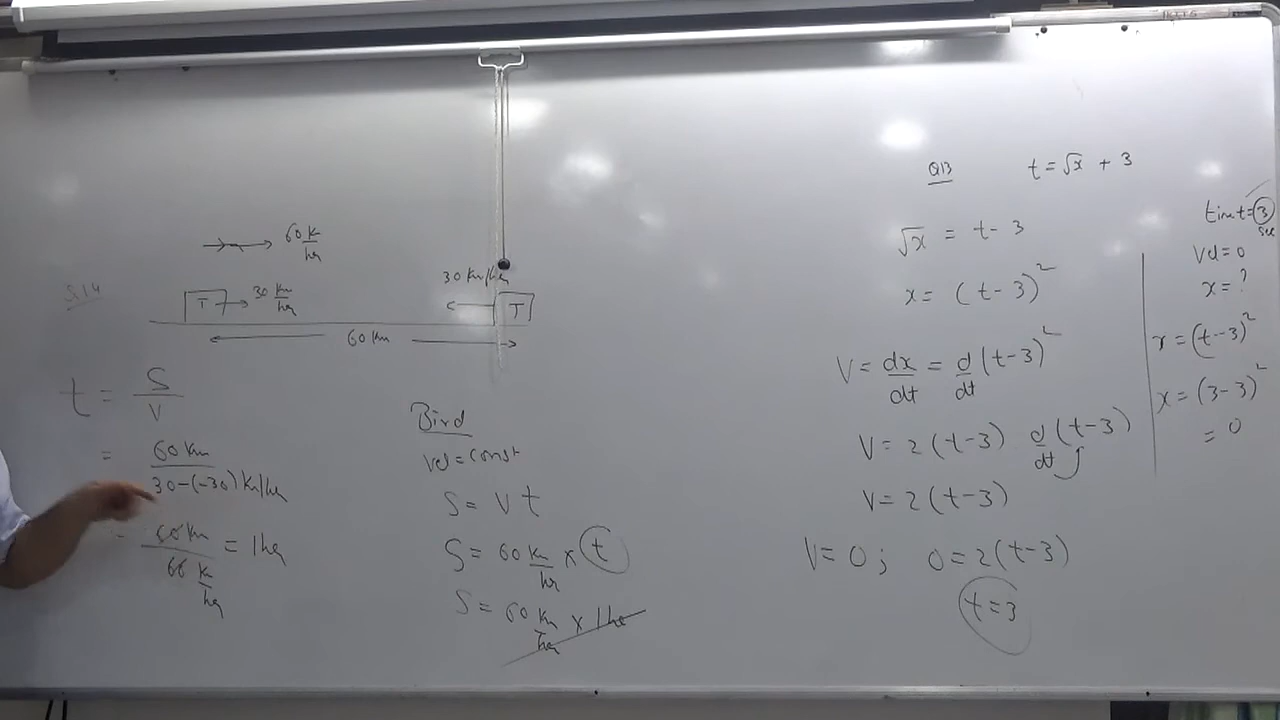 60 Km/hr
Q14
T → 30 Km/hr
30 Km/hr
T
60 Km
t = S/V
= 60 Km / 30-(-30) Km/hr
= 60 Km / 60 Km/hr = 1 hr
Bird
vel = const
S = V t
S = 60 Km/hr × t
S = 60 Km/hr × 1 hr
Q13 t = √x + 3
√x = t - 3
x = (t - 3)²
V = dx/dt = d/dt (t - 3)²
V = 2 (t - 3) d/dt (t - 3)
V = 2 (t - 3)
V = 0 ; 0 = 2 (t - 3)
t = 3
time t = 3 sec
Vel = 0
x = ?
x = (t - 3)²
x = (3 - 3)²
= 0